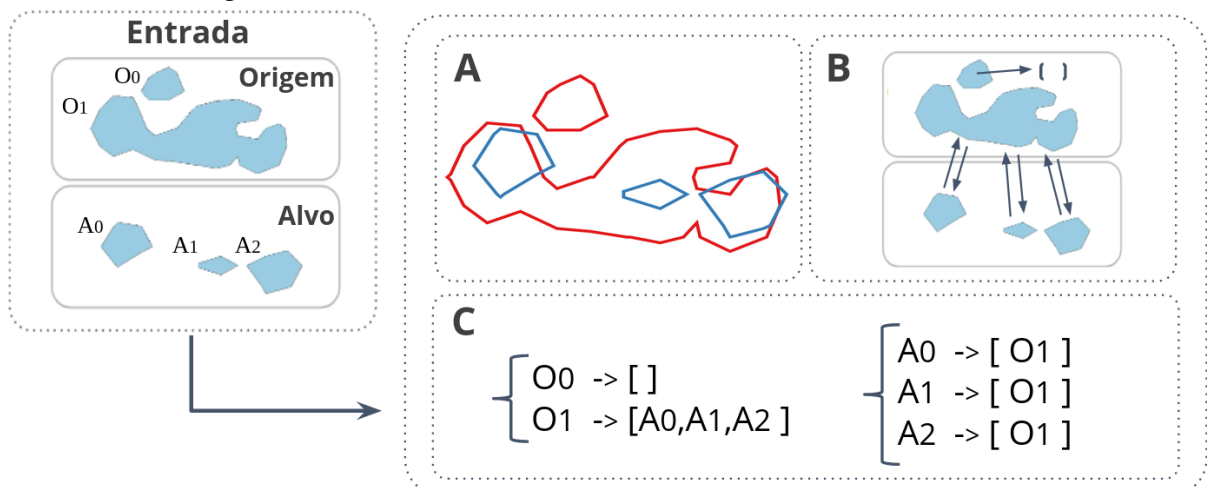 Entrada
Origem
O0
O1
Alvo
A0
A1
A2
A
B
[ ]
C
O0 -> [ ]
O1 -> [A0,A1,A2 ]
A0 -> [ O1 ]
A1 -> [ O1 ]
A2 -> [ O1 ]